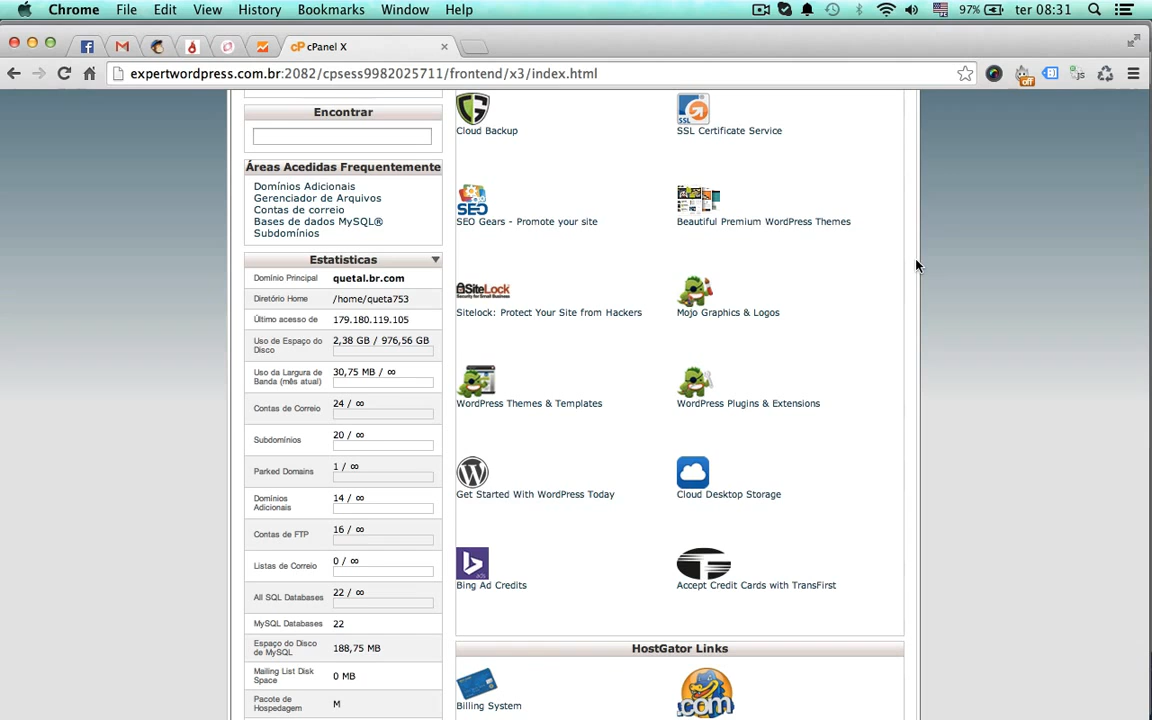 Chrome File Edit View History Bookmarks Window Help 97% ter 08:31
cPanel X
expertwordpress.com.br:2082/cpsess9982025711/frontend/x3/index.html
off
Encontrar
Áreas Acedidas Frequentemente
Domínios Adicionais
Gerenciador de Arquivos
Contas de correio
Bases de dados MySQL®
Subdomínios
Estatisticas
Domínio Principal quetal.br.com
Diretório Home /home/queta753
Último acesso de 179.180.119.105
Uso de Espaço do Disco 2,38 GB / 976,56 GB
Uso da Largura de Banda (mês atual) 30,75 MB / ∞
Contas de Correio 24 / ∞
Subdomínios 20 / ∞
Parked Domains 1 / ∞
Domínios Adicionais 14 / ∞
Contas de FTP 16 / ∞
Listas de Correio 0 / ∞
All SQL Databases 22 / ∞
MySQL Databases 22
Espaço do Disco de MySQL 188,75 MB
Mailing List Disk Space 0 MB
Pacote de Hospedagem M
Cloud Backup
SSL
SSL Certificate Service
SEO
SEO Gears - Promote your site
Beautiful Premium WordPress Themes
SiteLock
Sitelock: Protect Your Site from Hackers
Mojo Graphics & Logos
WordPress Themes & Templates
WordPress Plugins & Extensions
Get Started With WordPress Today
Cloud Desktop Storage
Bing Ad Credits
Accept Credit Cards with TransFirst
HostGator Links
Billing System
.com